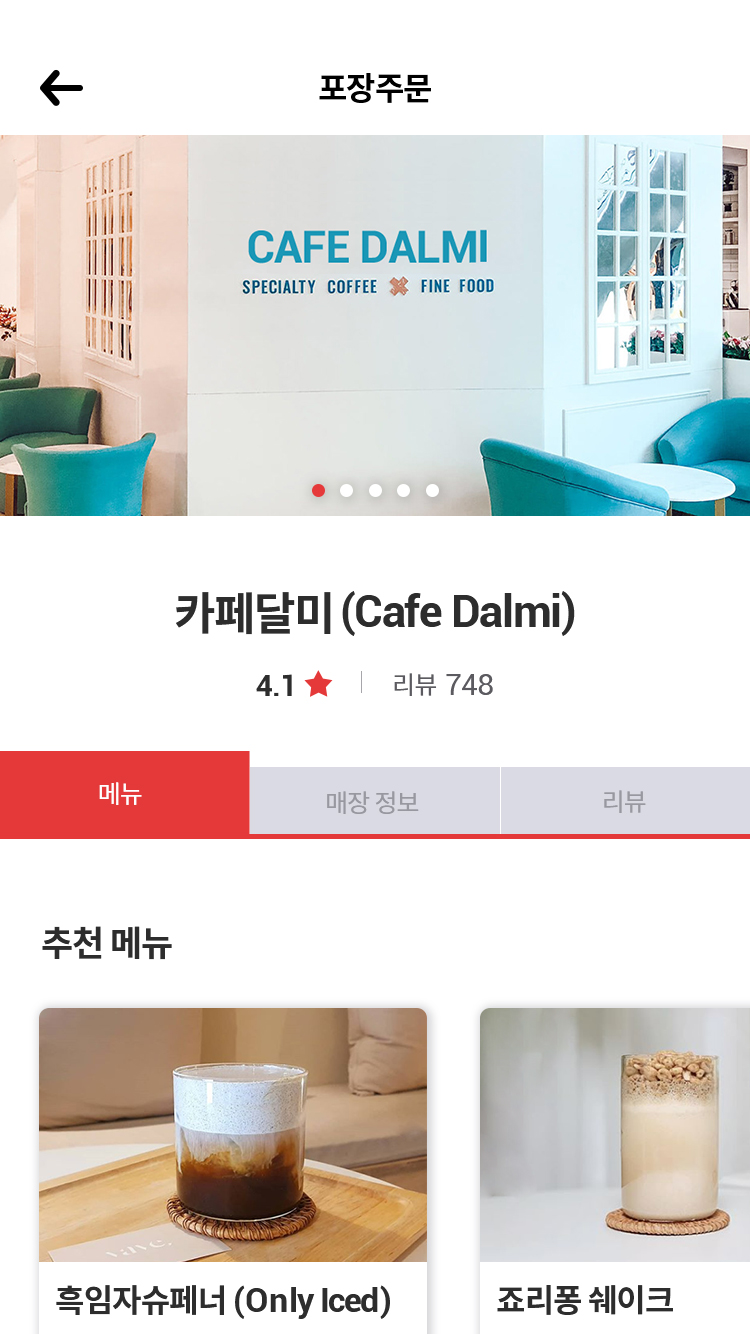 포장주문
CAFE DALMI
SPECIALTY COFFEE FINE FOOD
카페달미 (Cafe Dalmi)
4.1 리뷰 748
메뉴 매장 정보 리뷰
추천 메뉴
흑임자슈페너 (Only Iced) 죠리퐁 쉐이크